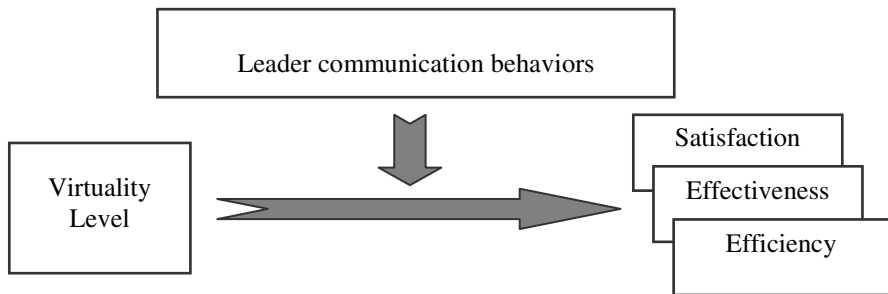 Leader communication behaviors
Virtuality
Level
Satisfaction
Effectiveness
Efficiency